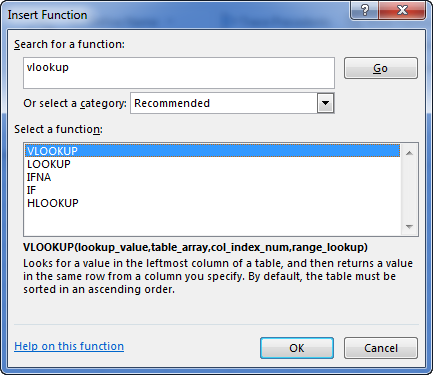 Insert Function
?
Search for a function:
vlookup
Go
Or select a category: Recommended
Select a function:
VLOOKUP
LOOKUP
IFNA
IF
HLOOKUP
VLOOKUP(lookup_value,table_array,col_index_num,range_lookup)
Looks for a value in the leftmost column of a table, and then returns a value
in the same row from a column you specify. By default, the table must be
sorted in an ascending order.
Help on this function
OK
Cancel